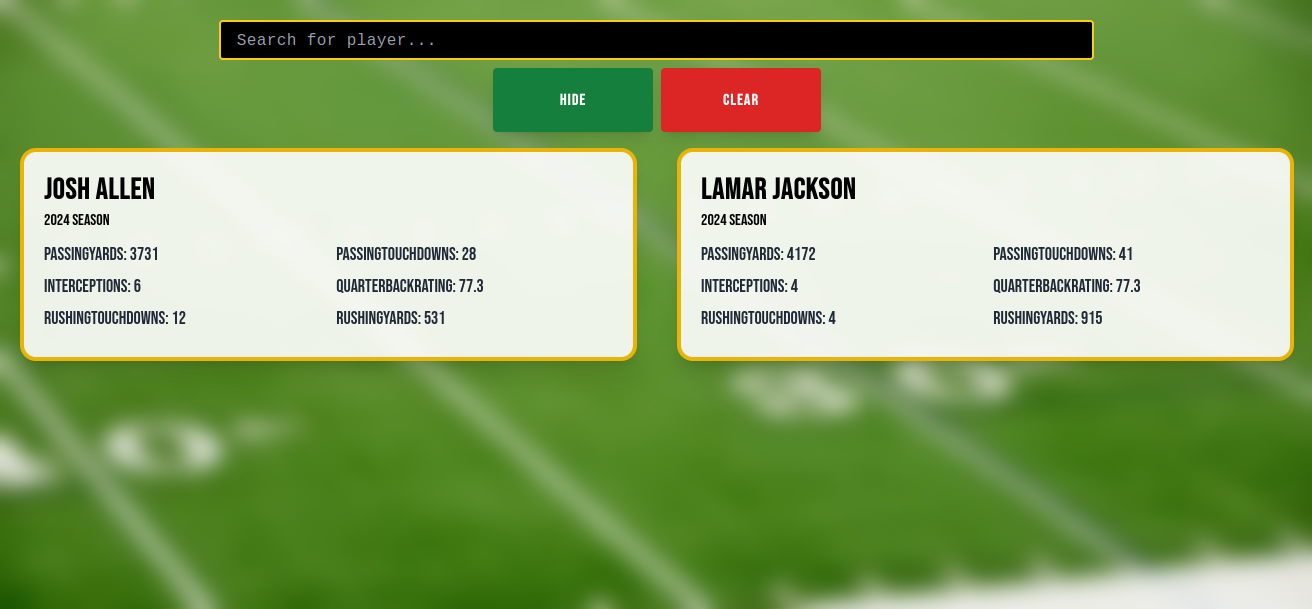 Search for player...
HIDE
CLEAR
JOSH ALLEN
2024 SEASON
PASSINGYARDS: 3731
PASSINGTOUCHDOWNS: 28
INTERCEPTIONS: 6
QUARTERBACKRATING: 77.3
RUSHINGTOUCHDOWNS: 12
RUSHINGYARDS: 531
LAMAR JACKSON
2024 SEASON
PASSINGYARDS: 4172
PASSINGTOUCHDOWNS: 41
INTERCEPTIONS: 4
QUARTERBACKRATING: 77.3
RUSHINGTOUCHDOWNS: 4
RUSHINGYARDS: 915